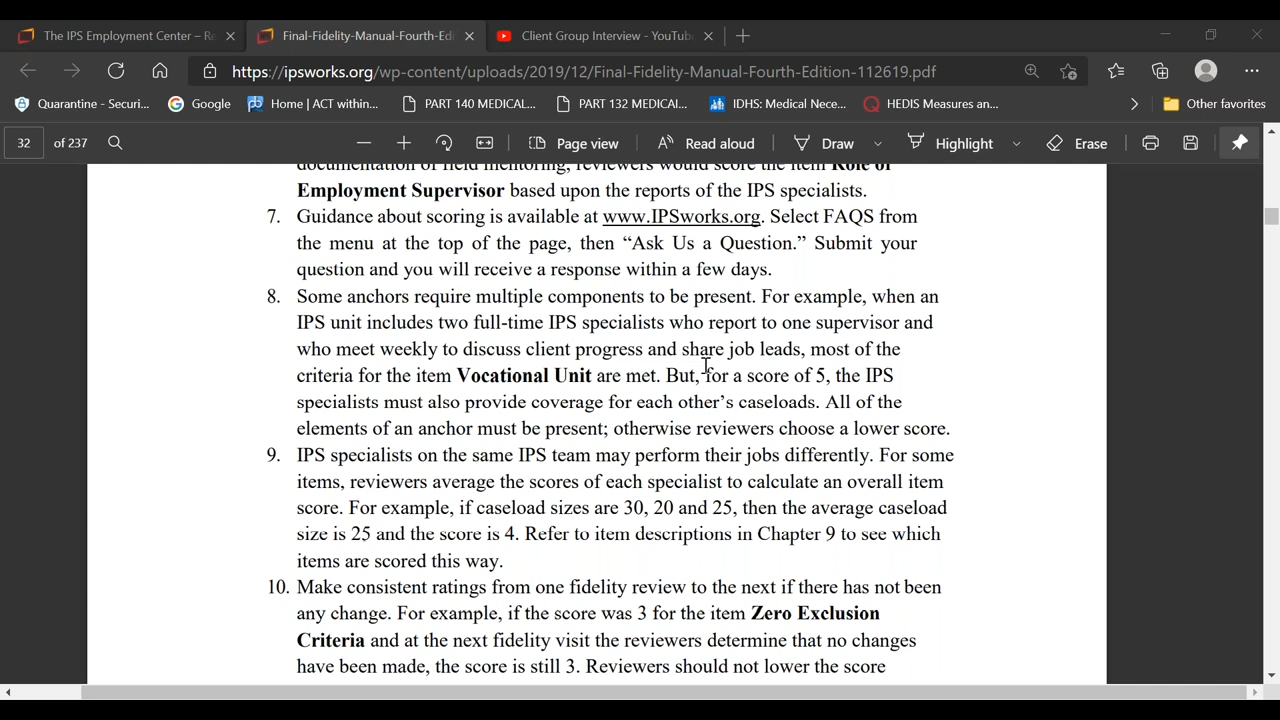 The IPS Employment Center – Re
Final-Fidelity-Manual-Fourth-Edi
Client Group Interview - YouTub
https://ipsworks.org/wp-content/uploads/2019/12/Final-Fidelity-Manual-Fourth-Edition-112619.pdf
Quarantine - Securi...
Google
Home | ACT within...
PART 140 MEDICAL...
PART 132 MEDICAL...
IDHS: Medical Nece...
HEDIS Measures an...
Other favorites
32 of 237
Page view
Read aloud
Draw
Highlight
Erase
documentation of field mentoring, reviewers would score the item Role of
Employment Supervisor based upon the reports of the IPS specialists.
7. Guidance about scoring is available at www.IPSworks.org. Select FAQS from
the menu at the top of the page, then “Ask Us a Question.” Submit your
question and you will receive a response within a few days.
8. Some anchors require multiple components to be present. For example, when an
IPS unit includes two full-time IPS specialists who report to one supervisor and
who meet weekly to discuss client progress and share job leads, most of the
criteria for the item Vocational Unit are met. But, for a score of 5, the IPS
specialists must also provide coverage for each other’s caseloads. All of the
elements of an anchor must be present; otherwise reviewers choose a lower score.
9. IPS specialists on the same IPS team may perform their jobs differently. For some
items, reviewers average the scores of each specialist to calculate an overall item
score. For example, if caseload sizes are 30, 20 and 25, then the average caseload
size is 25 and the score is 4. Refer to item descriptions in Chapter 9 to see which
items are scored this way.
10. Make consistent ratings from one fidelity review to the next if there has not been
any change. For example, if the score was 3 for the item Zero Exclusion
Criteria and at the next fidelity visit the reviewers determine that no changes
have been made, the score is still 3. Reviewers should not lower the score